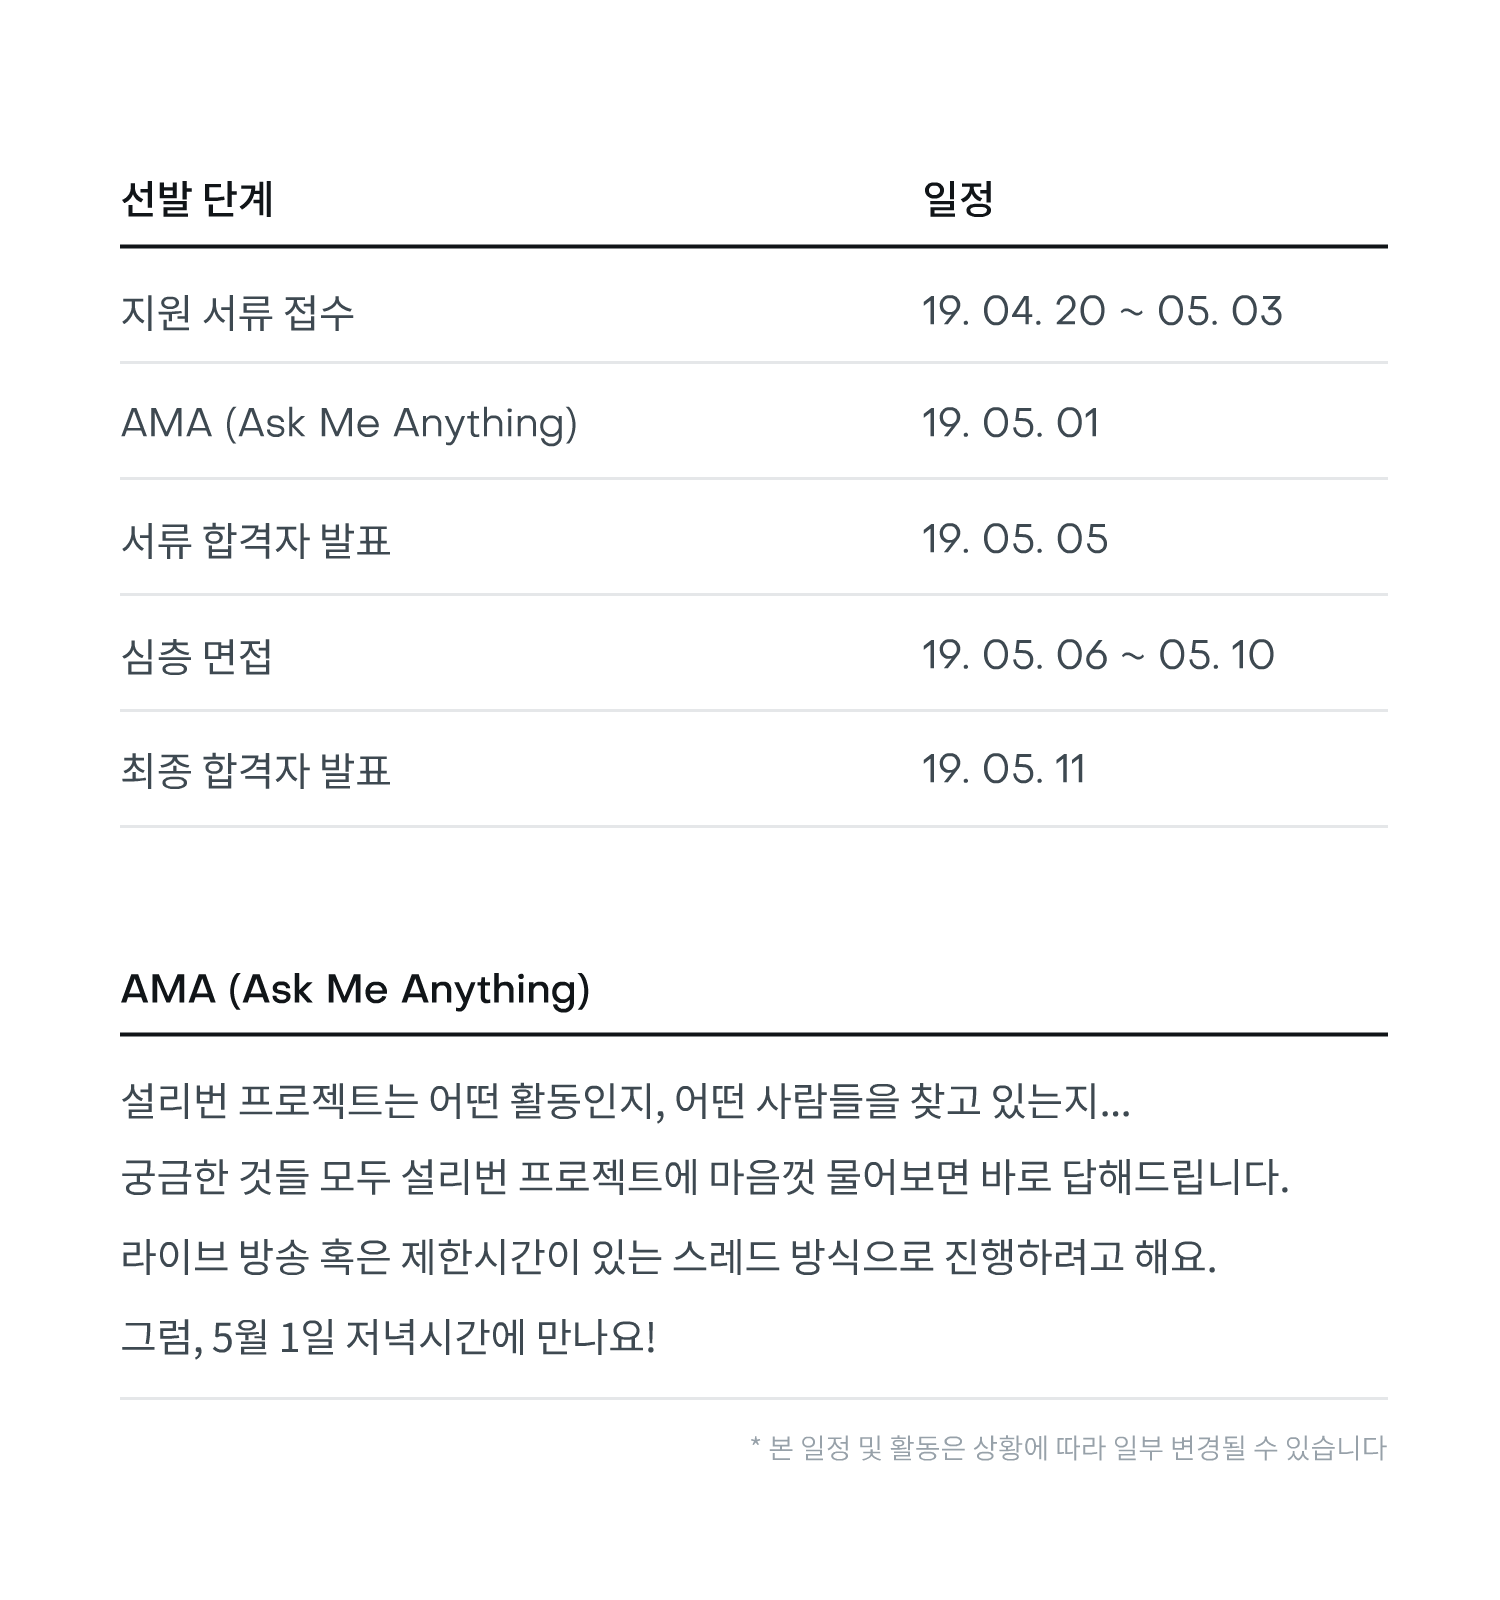 선발 단계 일정
지원 서류 접수 19. 04. 20 ~ 05. 03
AMA (Ask Me Anything) 19. 05. 01
서류 합격자 발표 19. 05. 05
심층 면접 19. 05. 06 ~ 05. 10
최종 합격자 발표 19. 05. 11
AMA (Ask Me Anything)
설리번 프로젝트는 어떤 활동인지, 어떤 사람들을 찾고 있는지...
궁금한 것들 모두 설리번 프로젝트에 마음껏 물어보면 바로 답해드립니다.
라이브 방송 혹은 제한시간이 있는 스레드 방식으로 진행하려고 해요.
그럼, 5월 1일 저녁시간에 만나요!
* 본 일정 및 활동은 상황에 따라 일부 변경될 수 있습니다